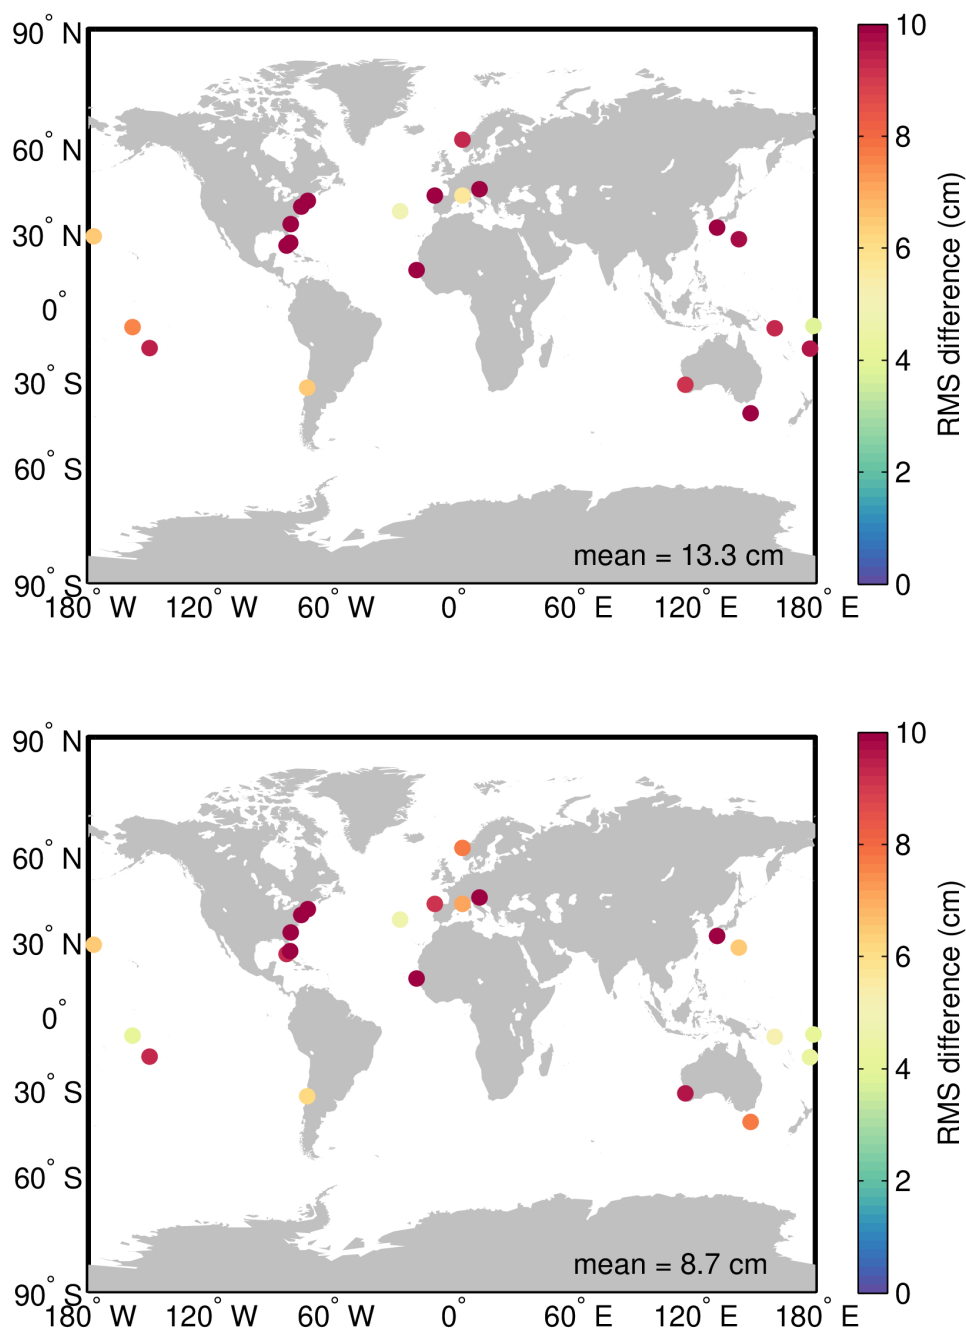 90° N
60° N
30° N
0°
30° S
60° S
90° S
180° W 120° W 60° W 0° 60° E 120° E 180° E
mean = 13.3 cm
10
8
6
4
2
0
RMS difference (cm)
90° N
60° N
30° N
0°
30° S
60° S
90° S
180° W 120° W 60° W 0° 60° E 120° E 180° E
mean = 8.7 cm
10
8
6
4
2
0
RMS difference (cm)